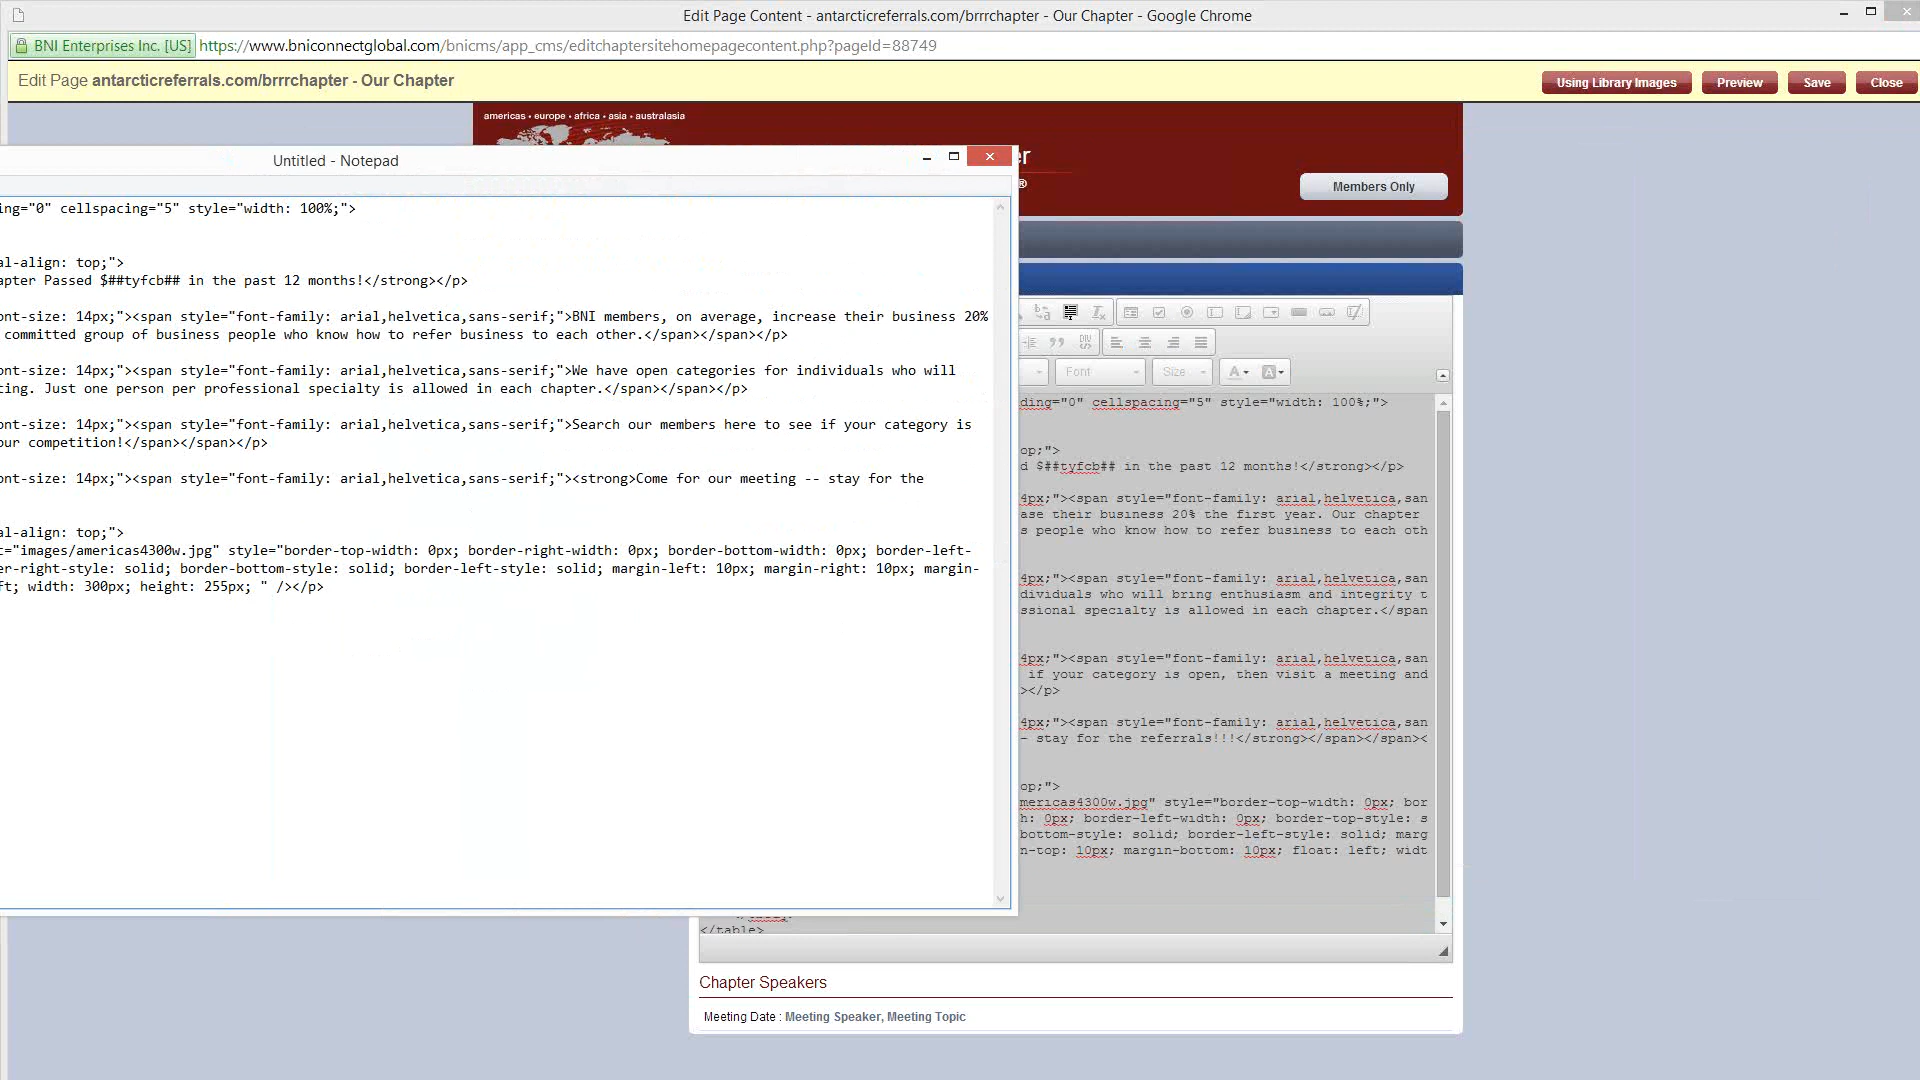 Edit Page Content - antarcticreferrals.com/brrrchapter - Our Chapter - Google Chrome
BNI Enterprises Inc. [US] https://www.bniconnectglobal.com/bnicms/app_cms/editchaptersitehomepagecontent.php?pageId=88749
Edit Page antarcticreferrals.com/brrrchapter - Our Chapter
Using Library Images
Preview
Save
Close
americas • europe • africa • asia • australasia
Members Only
Untitled - Notepad
ing="0" cellspacing="5" style="width: 100%;">
al-align: top;">
apter Passed $##tyfcb## in the past 12 months!</strong></p>
ont-size: 14px;"><span style="font-family: arial,helvetica,sans-serif;">BNI members, on average, increase their business 20%
committed group of business people who know how to refer business to each other.</span></span></p>
ont-size: 14px;"><span style="font-family: arial,helvetica,sans-serif;">We have open categories for individuals who will
ting. Just one person per professional specialty is allowed in each chapter.</span></span></p>
ont-size: 14px;"><span style="font-family: arial,helvetica,sans-serif;">Search our members here to see if your category is
our competition!</span></span></p>
ont-size: 14px;"><span style="font-family: arial,helvetica,sans-serif;"><strong>Come for our meeting -- stay for the
al-align: top;">
c="images/americas4300w.jpg" style="border-top-width: 0px; border-right-width: 0px; border-bottom-width: 0px; border-left-
er-right-style: solid; border-bottom-style: solid; border-left-style: solid; margin-left: 10px; margin-right: 10px; margin-
ft; width: 300px; height: 255px; " /></p>
Font
Size
ding="0" cellspacing="5" style="width: 100%;">
op;">
d $##tyfcb## in the past 12 months!</strong></p>
4px;"><span style="font-family: arial,helvetica,san
ase their business 20% the first year. Our chapter
s people who know how to refer business to each oth
4px;"><span style="font-family: arial,helvetica,san
dividuals who will bring enthusiasm and integrity t
ssional specialty is allowed in each chapter.</span
4px;"><span style="font-family: arial,helvetica,san
if your category is open, then visit a meeting and
></p>
4px;"><span style="font-family: arial,helvetica,san
- stay for the referrals!!!</strong></span></span><
op;">
mericas4300w.jpg" style="border-top-width: 0px; bor
h: 0px; border-left-width: 0px; border-top-style: s
bottom-style: solid; border-left-style: solid; marg
n-top: 10px; margin-bottom: 10px; float: left; widt
</table>
Chapter Speakers
Meeting Date : Meeting Speaker, Meeting Topic